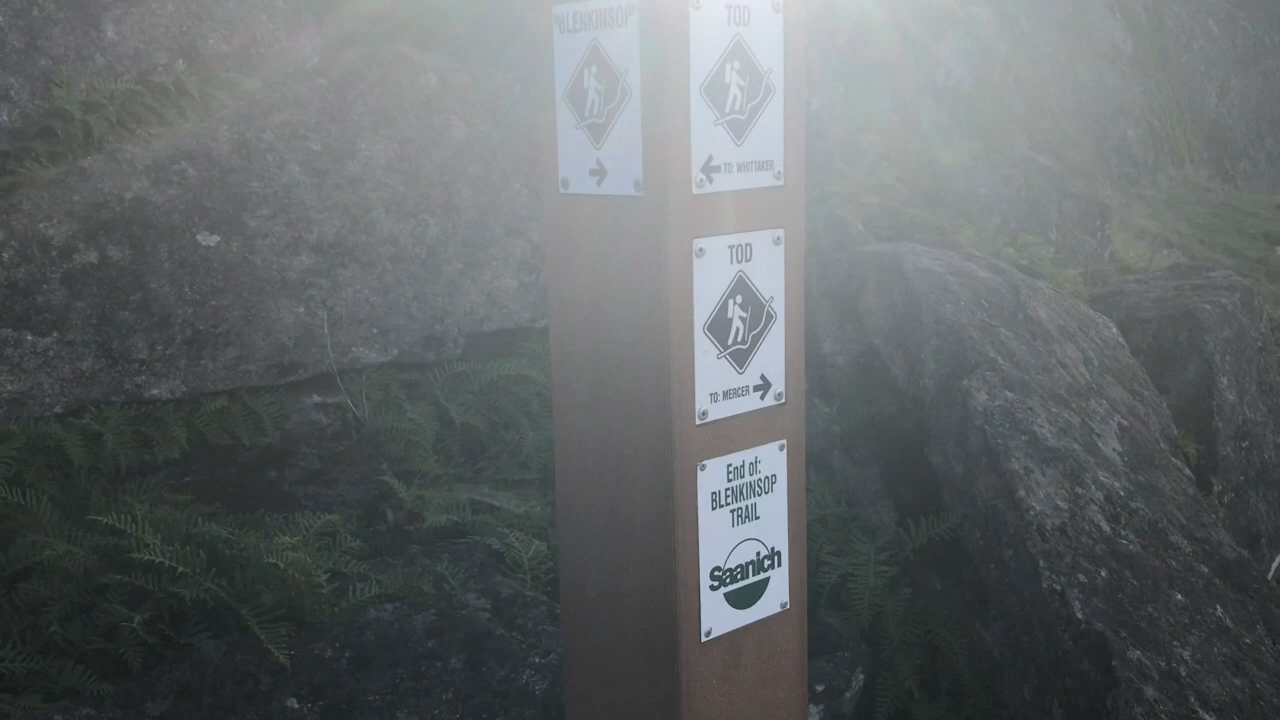 BLENKINSOP
TOD
TO: WHITTAKER
TOD
TO: MERCER
End of:
BLENKINSOP
TRAIL
Saanich